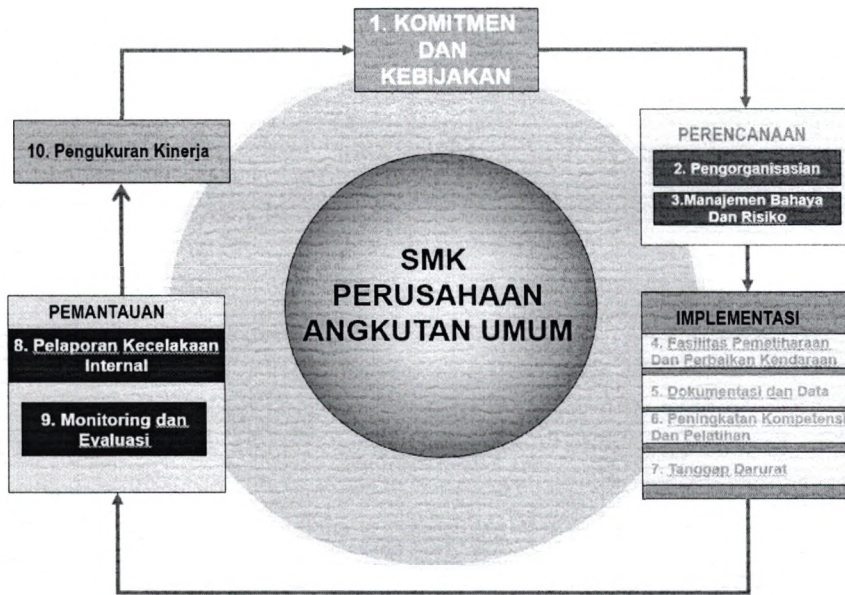 1. KOMITMEN
DAN
KEBIJAKAN
PERENCANAAN
2. Pengorganisasian
3.Manajemen Bahaya
Dan Risiko
IMPLEMENTASI
4. Fasilitas Pemeliharaan
Dan Perbaikan Kendaraan
5. Dokumentasi dan Data
6. Peningkatan Kompetensi
Dan Pelatihan
7. Tanggap Darurat
PEMANTAUAN
8. Pelaporan Kecelakaan
Internal
9. Monitoring dan
Evaluasi
10. Pengukuran Kinerja
SMK
PERUSAHAAN
ANGKUTAN UMUM